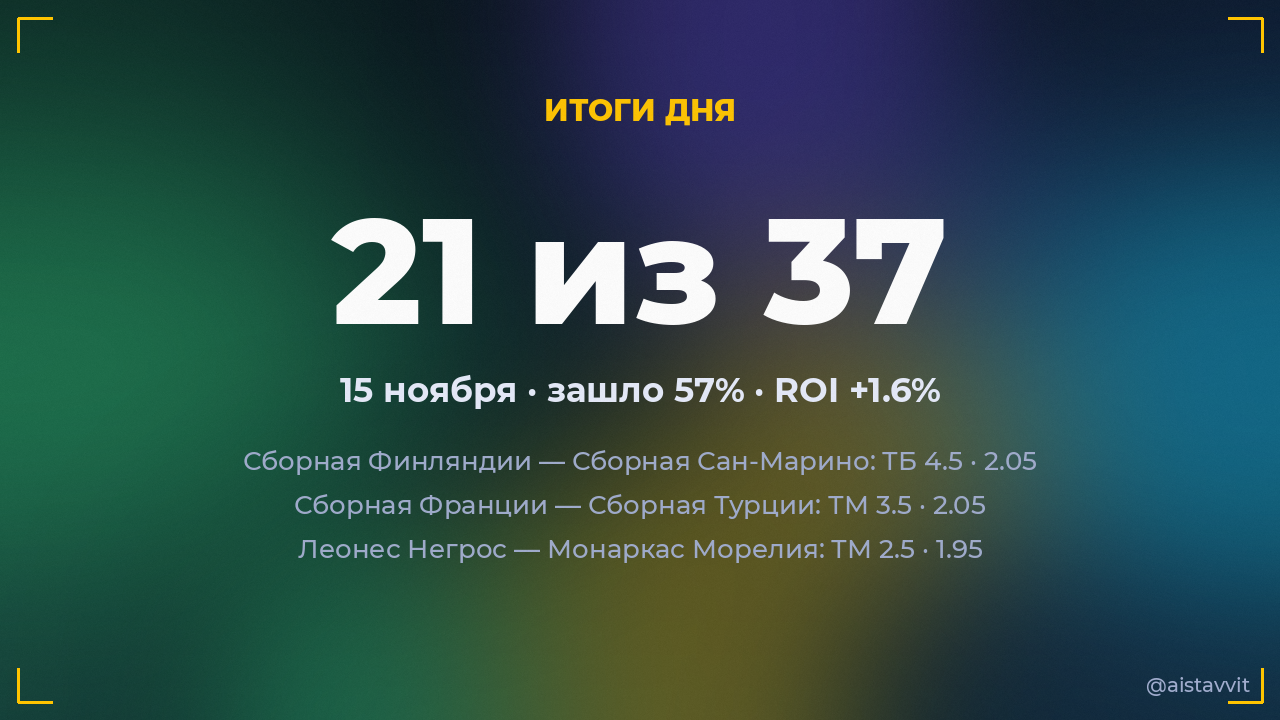 ИТОГИ ДНЯ
21 из 37
15 ноября · зашло 57% · ROI +1.6%
Сборная Финляндии — Сборная Сан-Марино: ТБ 4.5 · 2.05
Сборная Франции — Сборная Турции: ТМ 3.5 · 2.05
Леонес Негрос — Монаркас Морелия: ТМ 2.5 · 1.95
@aistavvit